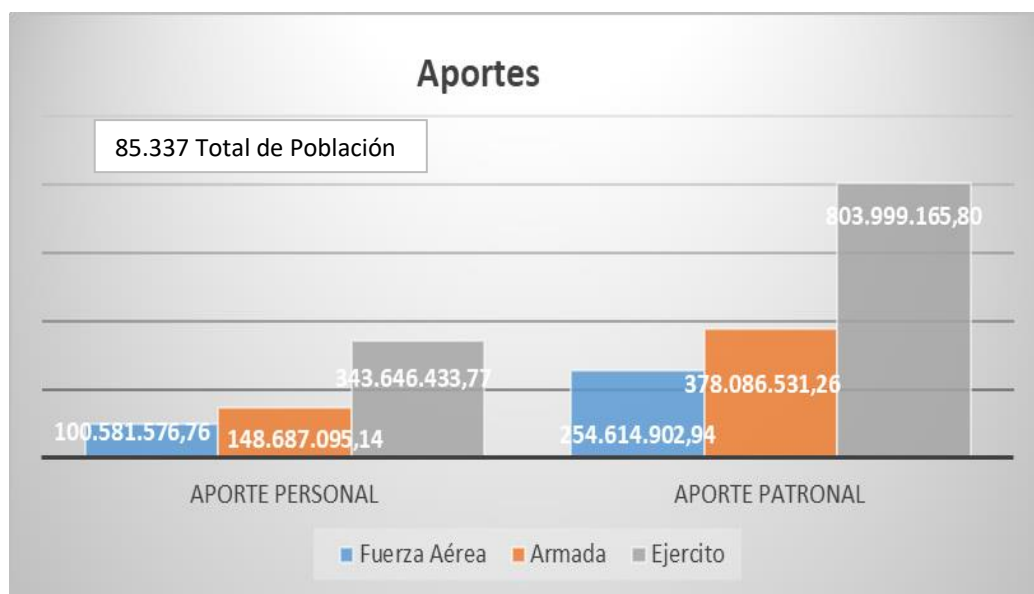 Aportes
85.337 Total de Población
803.999.165,80
343.646.433,77
378.086.531,26
100.581.576,76
148.687.095,14
254.614.902,94
APORTE PERSONAL
APORTE PATRONAL
Fuerza Aérea
Armada
Ejercito